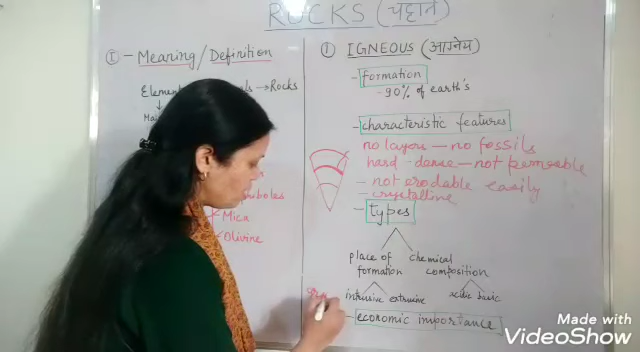 ROCKS (चट्टानें)
① - Meaning/Definition
→Rocks
Mica
Olivine
① IGNEOUS (आग्नेय)
- formation
- 90% of earth's
- characteristic features
no layers - no fossils
hard - dense - not permeable
- not erodable easily
- crystalline
- types
place of formation
chemical composition
intrusive extrusive
acidic basic
- economic importance
Made with
VideoShow